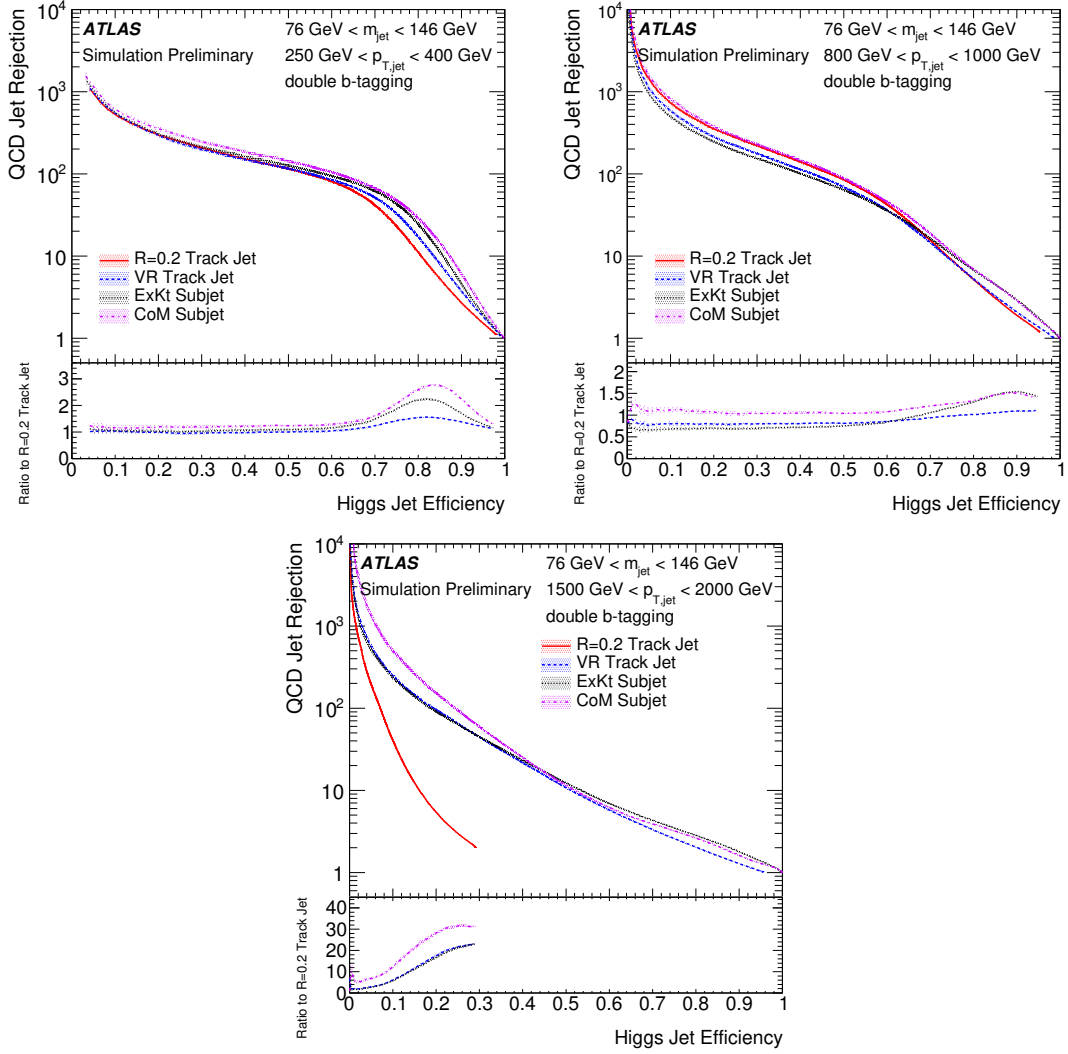 ATLAS
Simulation Preliminary
76 GeV < m_jet < 146 GeV
250 GeV < p_T,jet < 400 GeV
double b-tagging
QCD Jet Rejection
10^4
10^3
10^2
10
1
R=0.2 Track Jet
VR Track Jet
ExKt Subjet
CoM Subjet
Ratio to R=0.2 Track Jet
3
2
1
0
0 0.1 0.2 0.3 0.4 0.5 0.6 0.7 0.8 0.9 1
Higgs Jet Efficiency
ATLAS
Simulation Preliminary
76 GeV < m_jet < 146 GeV
800 GeV < p_T,jet < 1000 GeV
double b-tagging
QCD Jet Rejection
10^4
10^3
10^2
10
1
R=0.2 Track Jet
VR Track Jet
ExKt Subjet
CoM Subjet
Ratio to R=0.2 Track Jet
2
1.5
1
0.5
0
0 0.1 0.2 0.3 0.4 0.5 0.6 0.7 0.8 0.9 1
Higgs Jet Efficiency
ATLAS
Simulation Preliminary
76 GeV < m_jet < 146 GeV
1500 GeV < p_T,jet < 2000 GeV
double b-tagging
QCD Jet Rejection
10^4
10^3
10^2
10
1
R=0.2 Track Jet
VR Track Jet
ExKt Subjet
CoM Subjet
Ratio to R=0.2 Track Jet
40
30
20
10
0
0 0.1 0.2 0.3 0.4 0.5 0.6 0.7 0.8 0.9 1
Higgs Jet Efficiency